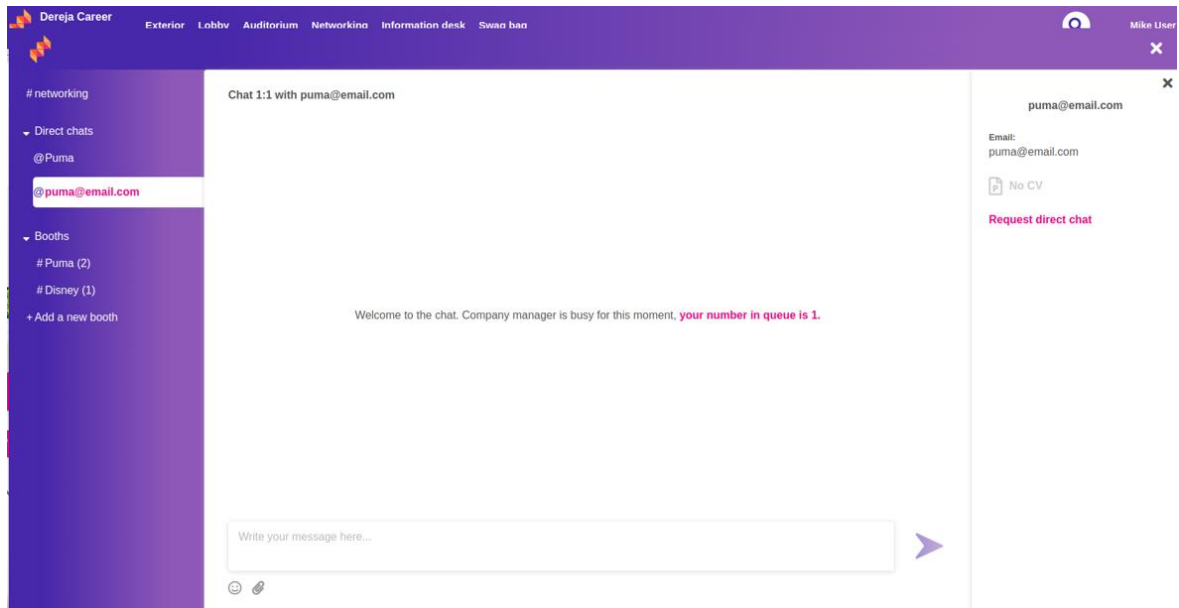 Dereja Career
Exterior Lobby Auditorium Networking Information desk Swag bag
Mike User
# networking
Direct chats
@Puma
@puma@email.com
Booths
# Puma (2)
# Disney (1)
+ Add a new booth
Chat 1:1 with puma@email.com
Welcome to the chat. Company manager is busy for this moment, your number in queue is 1.
Write your message here...
puma@email.com
Email:
puma@email.com
No CV
Request direct chat